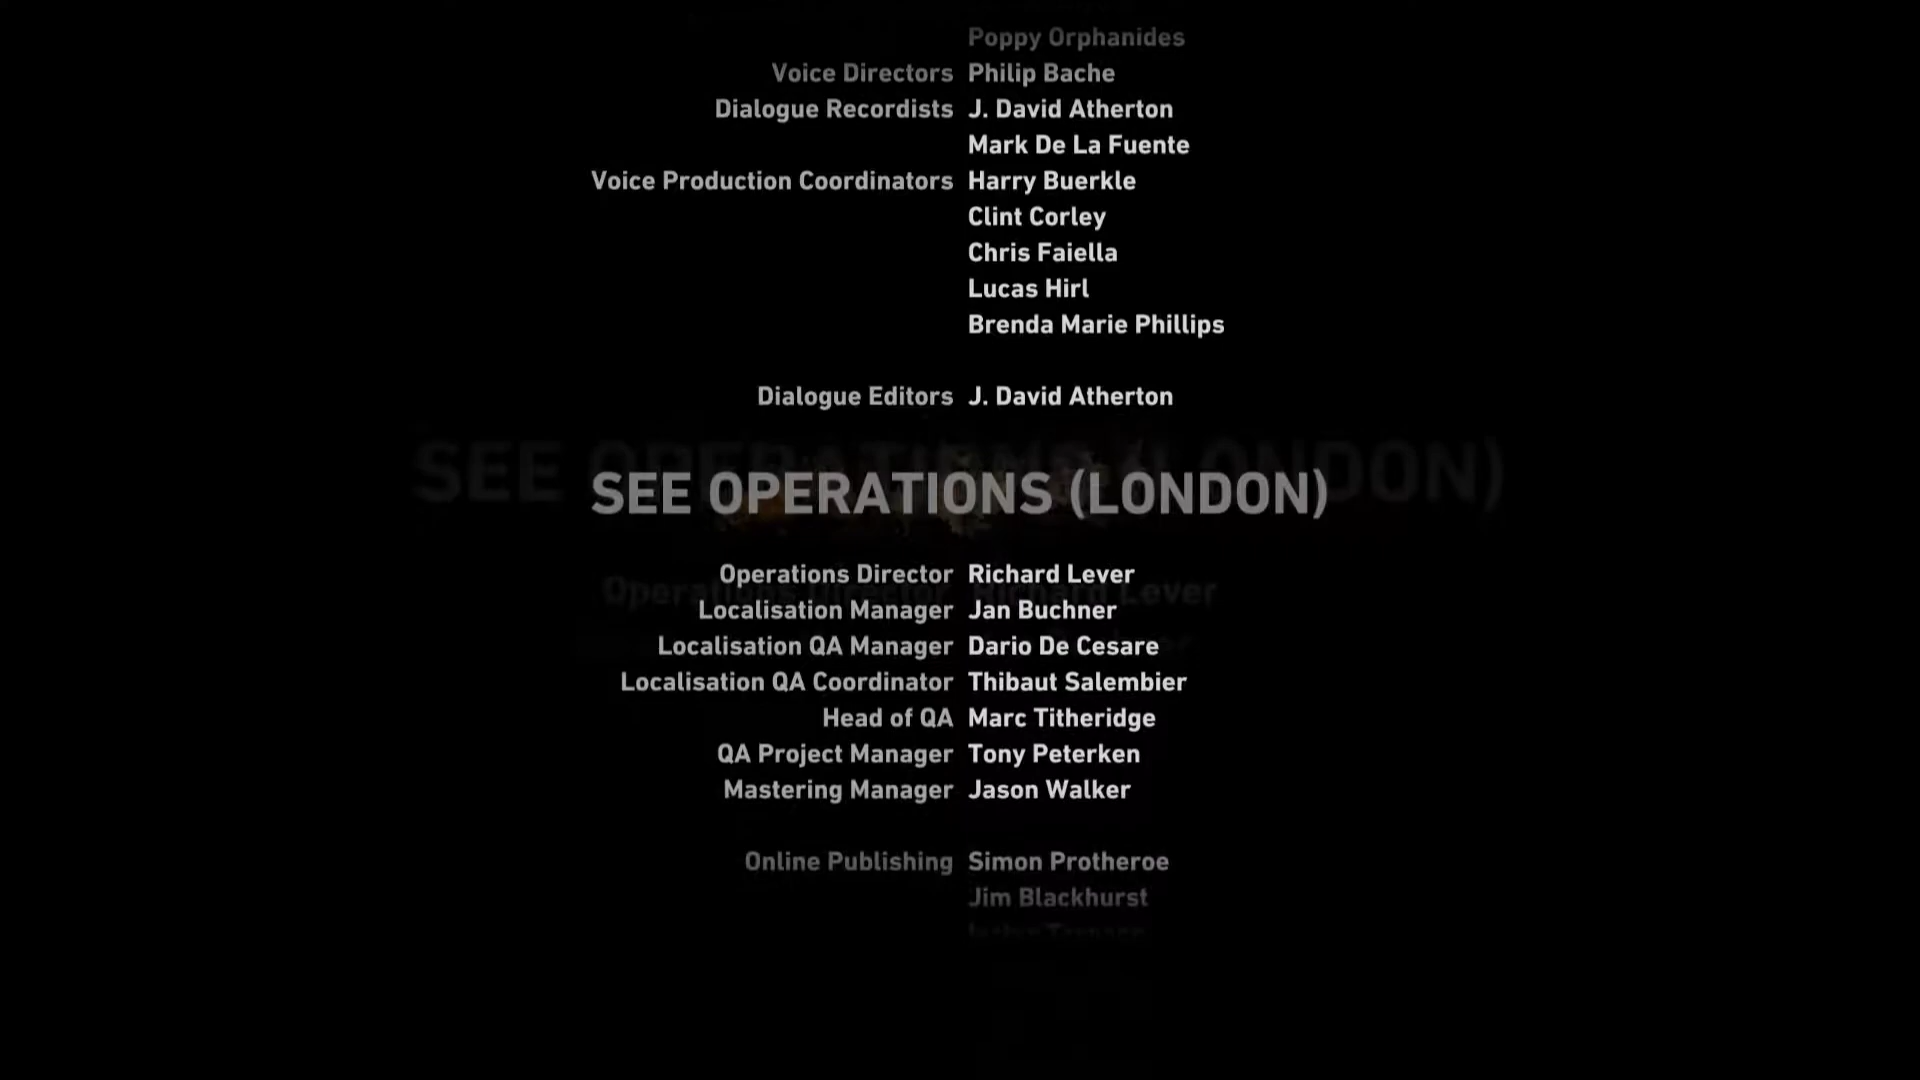 Poppy Orphanides
Voice Directors Philip Bache
Dialogue Recordists J. David Atherton
Mark De La Fuente
Voice Production Coordinators Harry Buerkle
Clint Corley
Chris Faiella
Lucas Hirl
Brenda Marie Phillips
Dialogue Editors J. David Atherton
SEE OPERATIONS (LONDON)
Operations Director Richard Lever
Localisation Manager Jan Buchner
Localisation QA Manager Dario De Cesare
Localisation QA Coordinator Thibaut Salembier
Head of QA Marc Titheridge
QA Project Manager Tony Peterken
Mastering Manager Jason Walker
Online Publishing Simon Protheroe
Jim Blackhurst